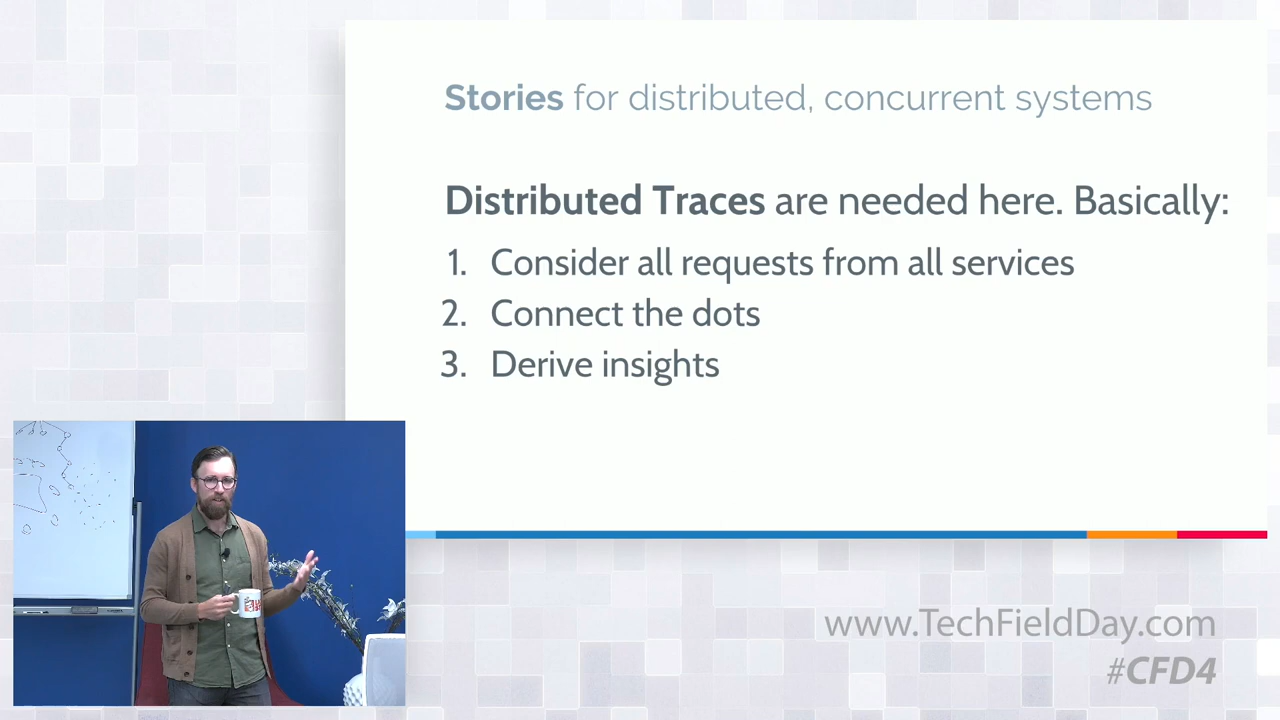 Stories for distributed, concurrent systems
Distributed Traces are needed here. Basically:
1. Consider all requests from all services
2. Connect the dots
3. Derive insights
www.TechFieldDay.com
#CFD4